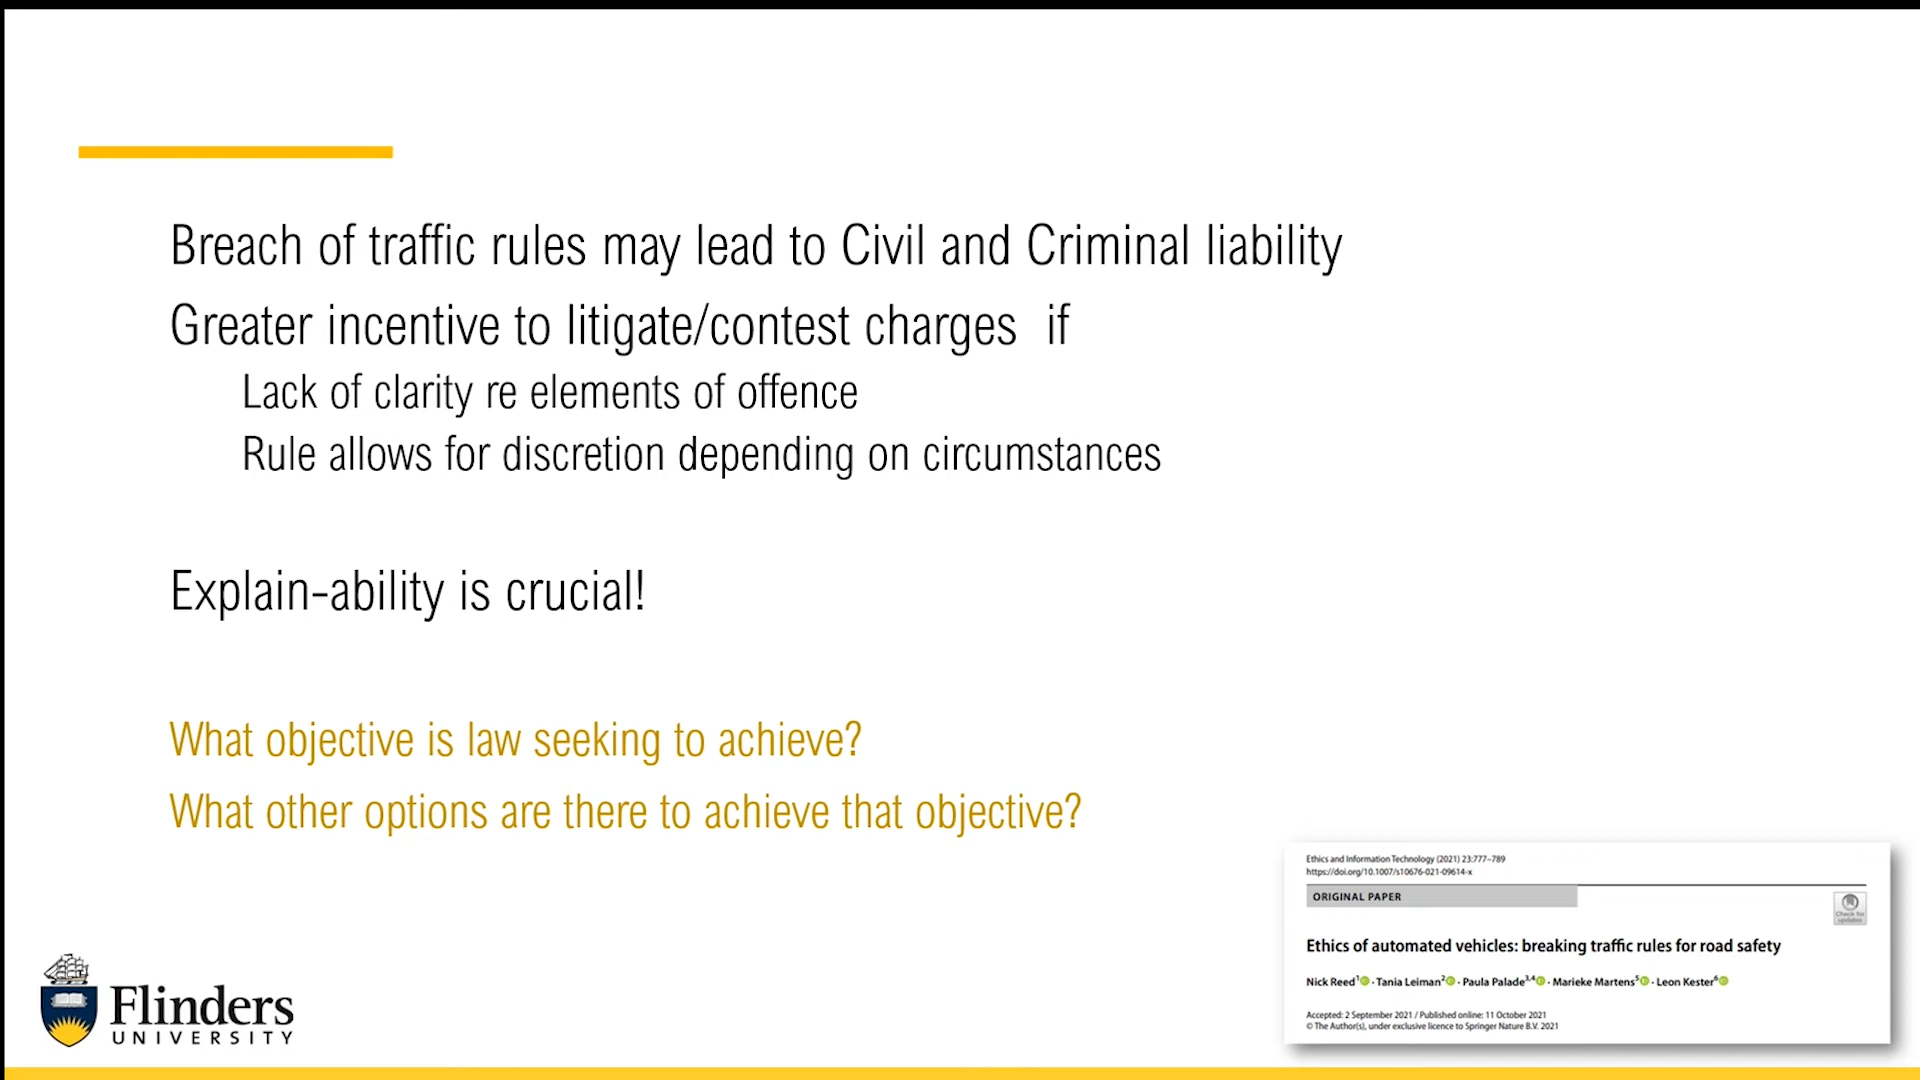 Breach of traffic rules may lead to Civil and Criminal liability
Greater incentive to litigate/contest charges  if
Lack of clarity re elements of offence
Rule allows for discretion depending on circumstances
Explain-ability is crucial!
What objective is law seeking to achieve?
What other options are there to achieve that objective?
Ethics and Information Technology (2021) 23:777–789
https://doi.org/10.1007/s10676-021-09614-x
ORIGINAL PAPER
Check for
updates
Ethics of automated vehicles: breaking traffic rules for road safety
Nick Reed1 · Tania Leiman2 · Paula Palade3,4 · Marieke Martens5 · Leon Kester6
Accepted: 2 September 2021 / Published online: 11 October 2021
© The Author(s), under exclusive licence to Springer Nature B.V. 2021
Flinders
UNIVERSITY